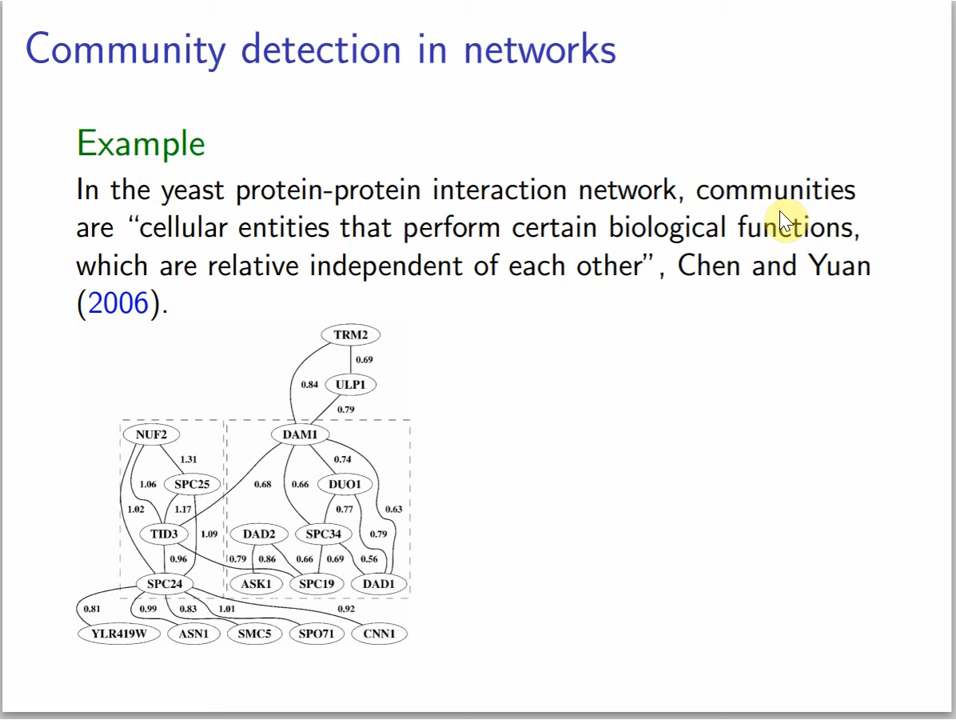 Community detection in networks
Example
In the yeast protein-protein interaction network, communities
are “cellular entities that perform certain biological functions,
which are relative independent of each other”, Chen and Yuan
(2006).
TRM2
0.69
0.84 ULP1
0.79
NUF2 DAM1
1.31 0.74
1.06 SPC25 0.68 0.66 DUO1
1.02 1.17 0.77 0.63
TID3 1.09 DAD2 SPC34 0.79
0.96 0.79 0.86 0.66 0.69 0.56
SPC24 ASK1 SPC19 DAD1
0.81 0.99 0.83 1.01 0.92
YLR419W ASN1 SMC5 SPO71 CNN1